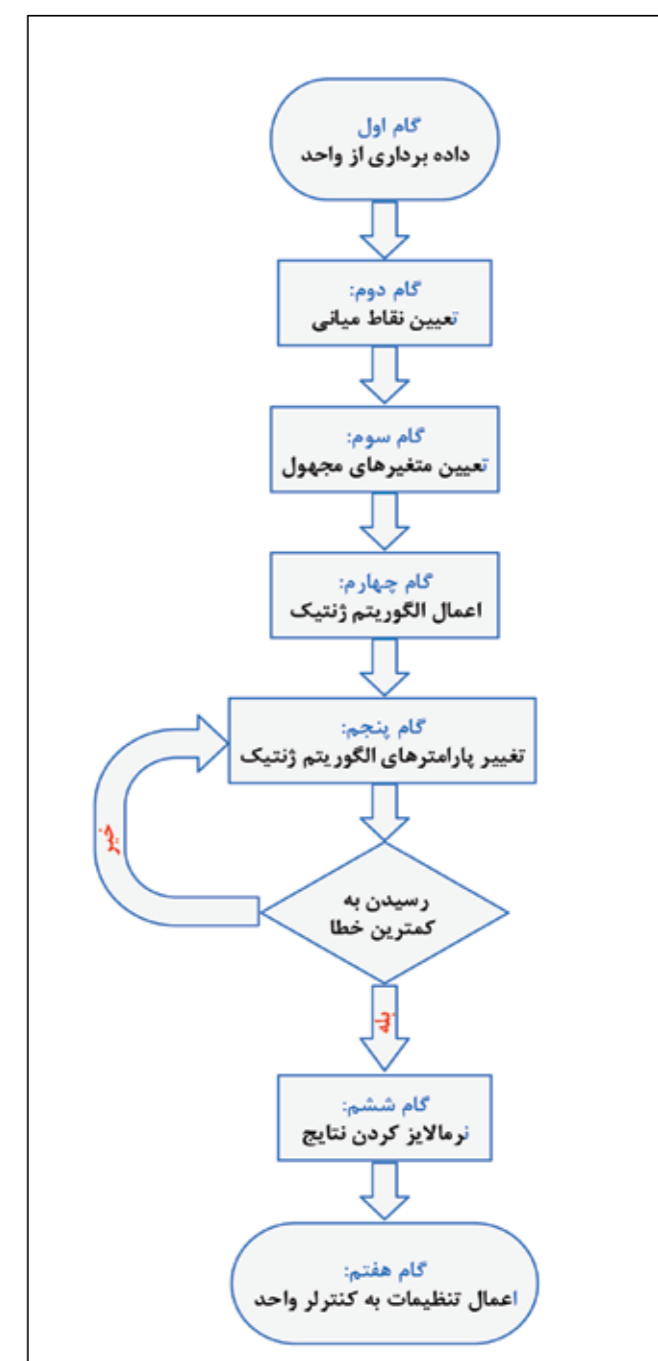 گام اول
داده برداری از واحد
گام دوم:
تعیین نقاط میانی
گام سوم:
تعیین متغیرهای مجهول
گام چهارم:
اعمال الگوریتم ژنتیک
گام پنجم:
تغییر پارامترهای الگوریتم ژنتیک
خیر
رسیدن به
کمترین خطا
بله
گام ششم:
نرمالایز کردن نتایج
گام هفتم:
اعمال تنظیمات به کنترلر واحد